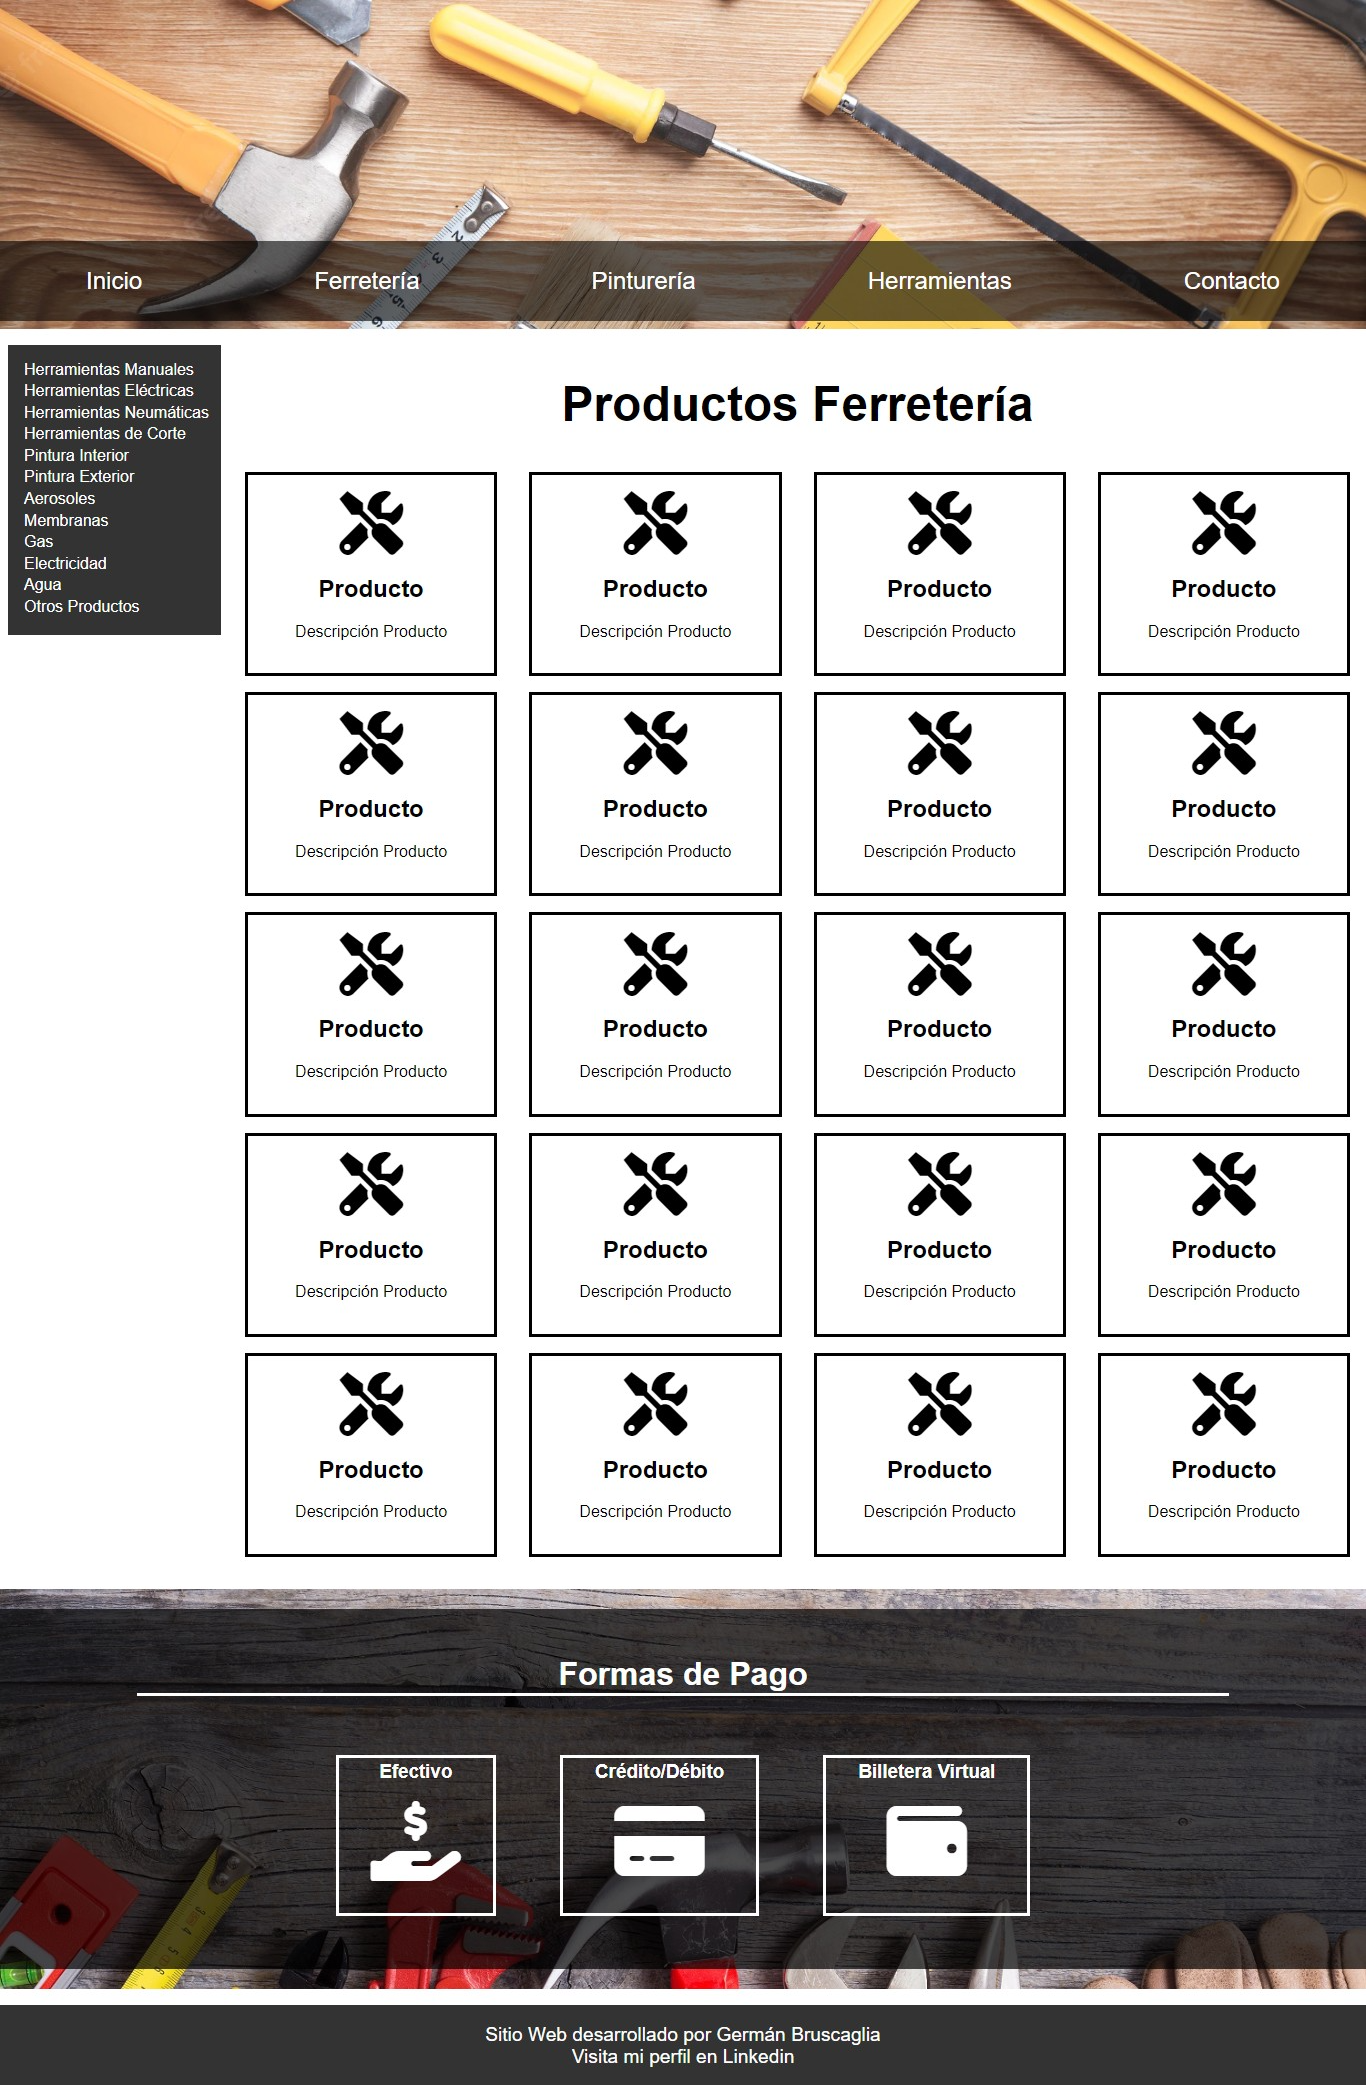 Inicio
Ferretería
Pinturería
Herramientas
Contacto
Herramientas Manuales
Herramientas Eléctricas
Herramientas Neumáticas
Herramientas de Corte
Pintura Interior
Pintura Exterior
Aerosoles
Membranas
Gas
Electricidad
Agua
Otros Productos
Productos Ferretería
Producto
Descripción Producto
Producto
Descripción Producto
Producto
Descripción Producto
Producto
Descripción Producto
Producto
Descripción Producto
Producto
Descripción Producto
Producto
Descripción Producto
Producto
Descripción Producto
Producto
Descripción Producto
Producto
Descripción Producto
Producto
Descripción Producto
Producto
Descripción Producto
Producto
Descripción Producto
Producto
Descripción Producto
Producto
Descripción Producto
Producto
Descripción Producto
Producto
Descripción Producto
Producto
Descripción Producto
Producto
Descripción Producto
Producto
Descripción Producto
Formas de Pago
Efectivo
Crédito/Débito
Billetera Virtual
Sitio Web desarrollado por Germán Bruscaglia
Visita mi perfil en Linkedin